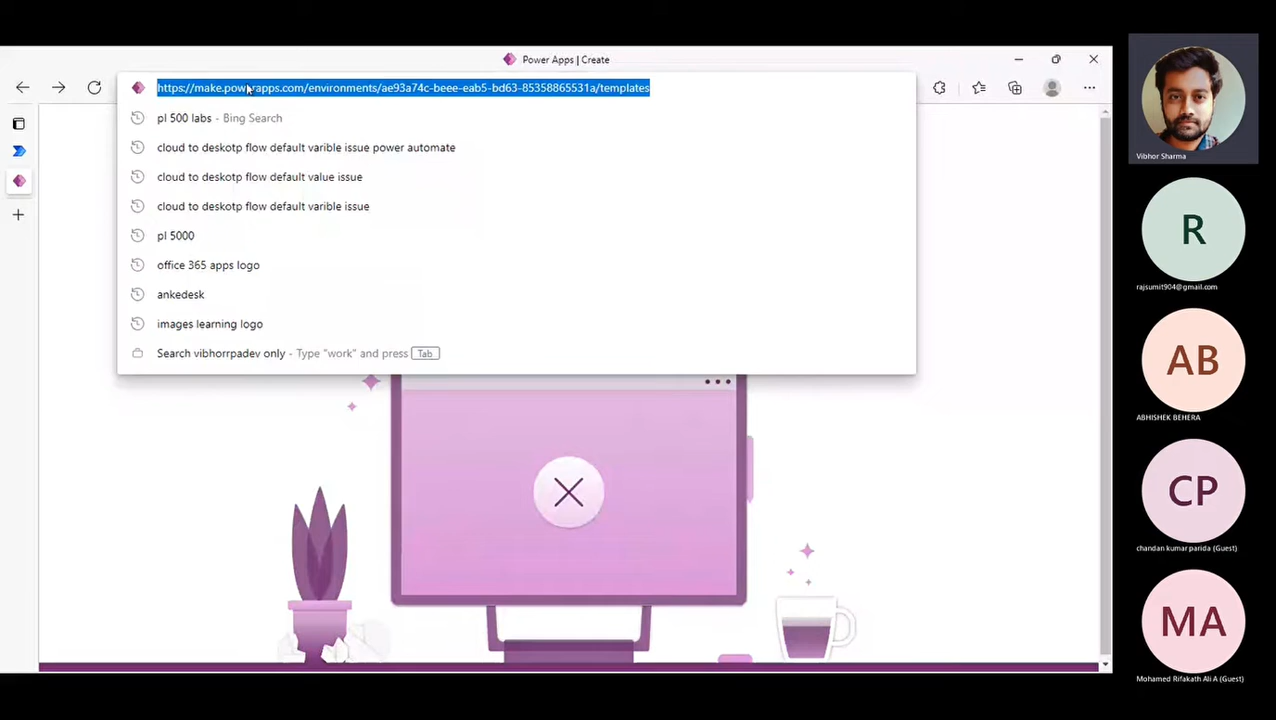 Power Apps | Create
https://make.powerapps.com/environments/ae93a74c-beee-eab5-bd63-85358865531a/templates
pl 500 labs - Bing Search
cloud to deskotp flow default varible issue power automate
cloud to deskotp flow default value issue
cloud to deskotp flow default varible issue
pl 5000
office 365 apps logo
ankedesk
images learning logo
Search vibhorrpadev only - Type "work" and press Tab
Vibhor Sharma
R
rajsumit904@gmail.com
AB
ABHISHEK BEHERA
CP
chandan kumar parida (Guest)
MA
Mohamed Rifakath Ali A (Guest)